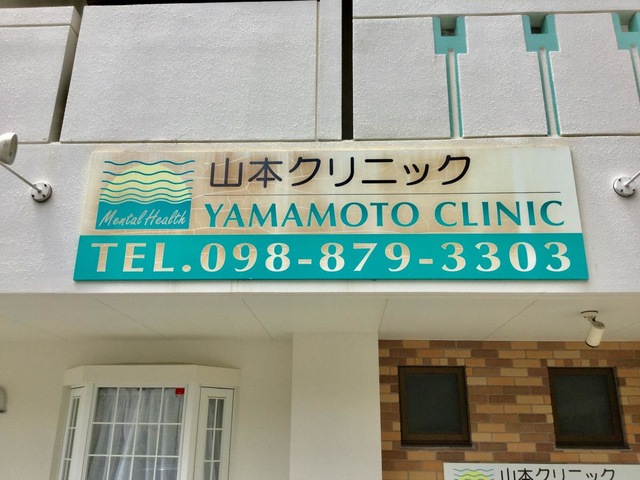 山本クリニック
Mental Health
YAMAMOTO CLINIC
TEL.098-879-3303
山本クリニック